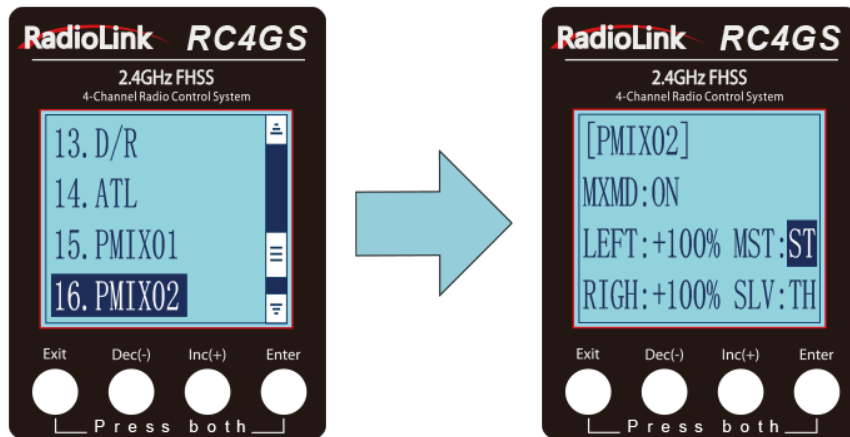 RadioLink RC4GS
2.4GHz FHSS
4-Channel Radio Control System
13. D/R
14. ATL
15. PMIX01
16. PMIX02
Exit Dec(-) Inc(+) Enter
Press both
RadioLink RC4GS
2.4GHz FHSS
4-Channel Radio Control System
[PMIX02]
MXMD:ON
LEFT:+100% MST:ST
RIGH:+100% SLV:TH
Exit Dec(-) Inc(+) Enter
Press both